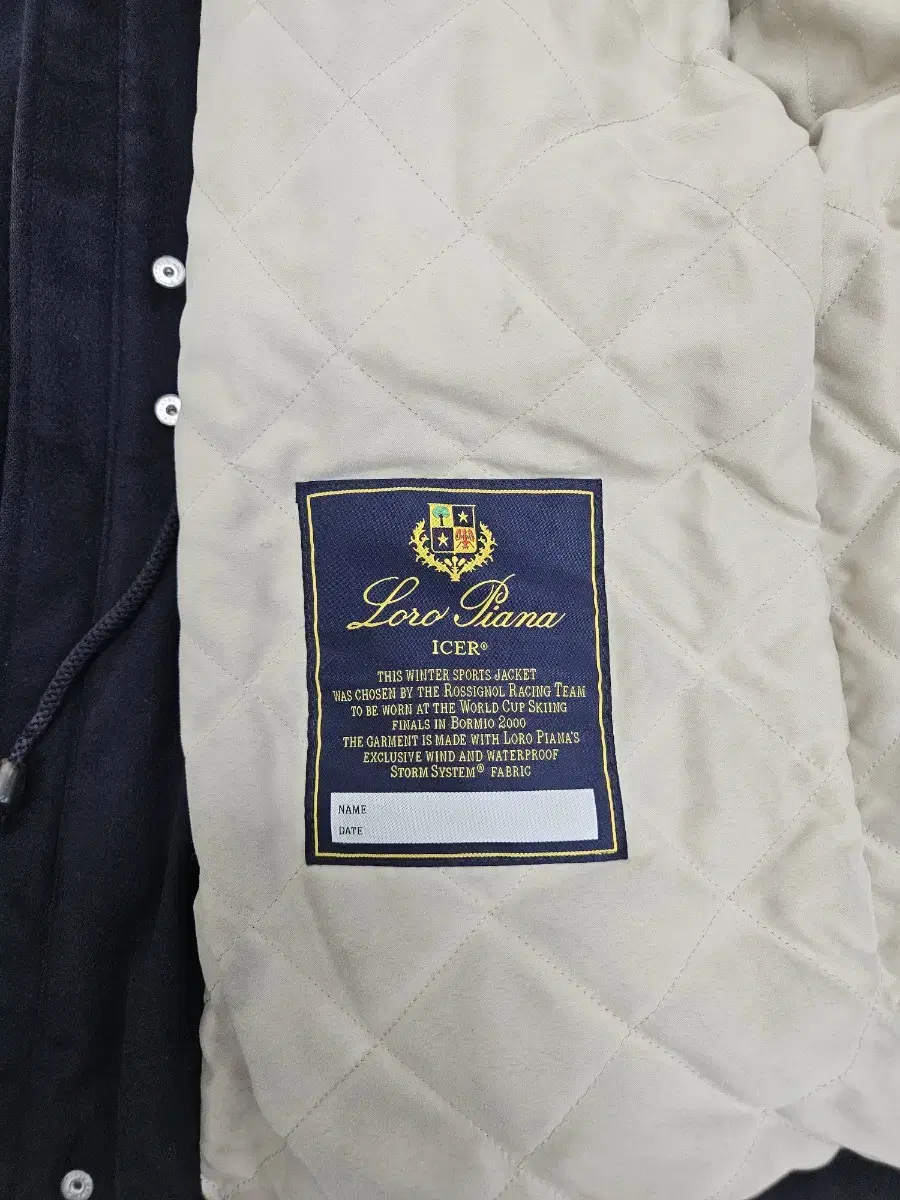 Loro Piana
ICER®
THIS WINTER SPORTS JACKET
WAS CHOSEN BY THE ROSSIGNOL RACING TEAM
TO BE WORN AT THE WORLD CUP SKIING
FINALS IN BORMIO 2000
THE GARMENT IS MADE WITH LORO PIANA'S
EXCLUSIVE WIND AND WATERPROOF
STORM SYSTEM® FABRIC
NAME
DATE